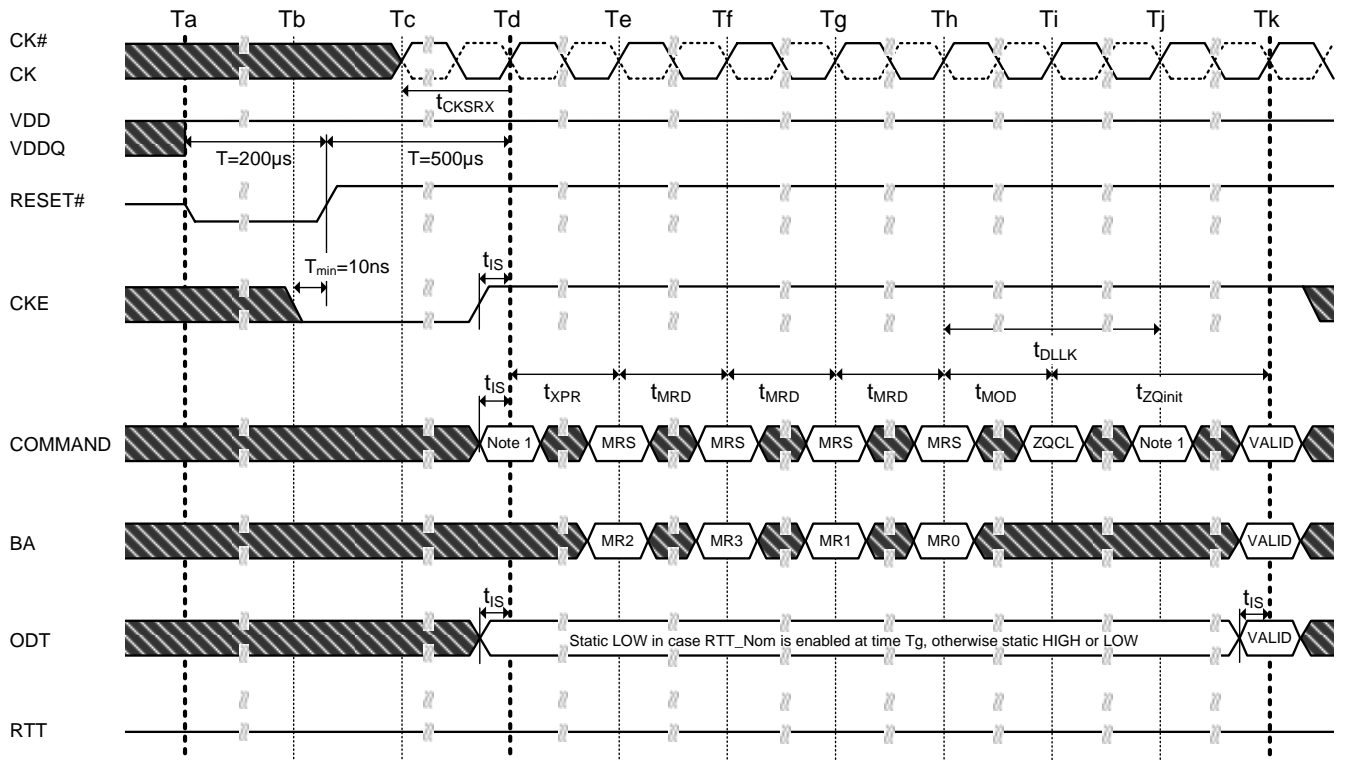 Ta Tb Tc Td Te Tf Tg Th Ti Tj Tk
CK#
CK
tCKSRX
VDD
VDDQ
T=200µs T=500µs
RESET#
Tmin=10ns tIS
CKE
tDLLK
tIS tXPR tMRD tMRD tMRD tMOD tZQinit
COMMAND Note 1 MRS MRS MRS MRS ZQCL Note 1 VALID
BA MR2 MR3 MR1 MR0 VALID
tIS tIS
ODT Static LOW in case RTT_Nom is enabled at time Tg, otherwise static HIGH or LOW VALID
RTT